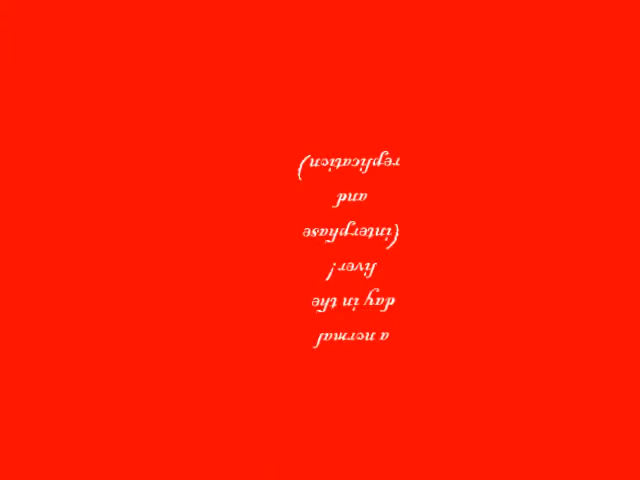 a normal
day in the
liver!
(interphase
and
replication)